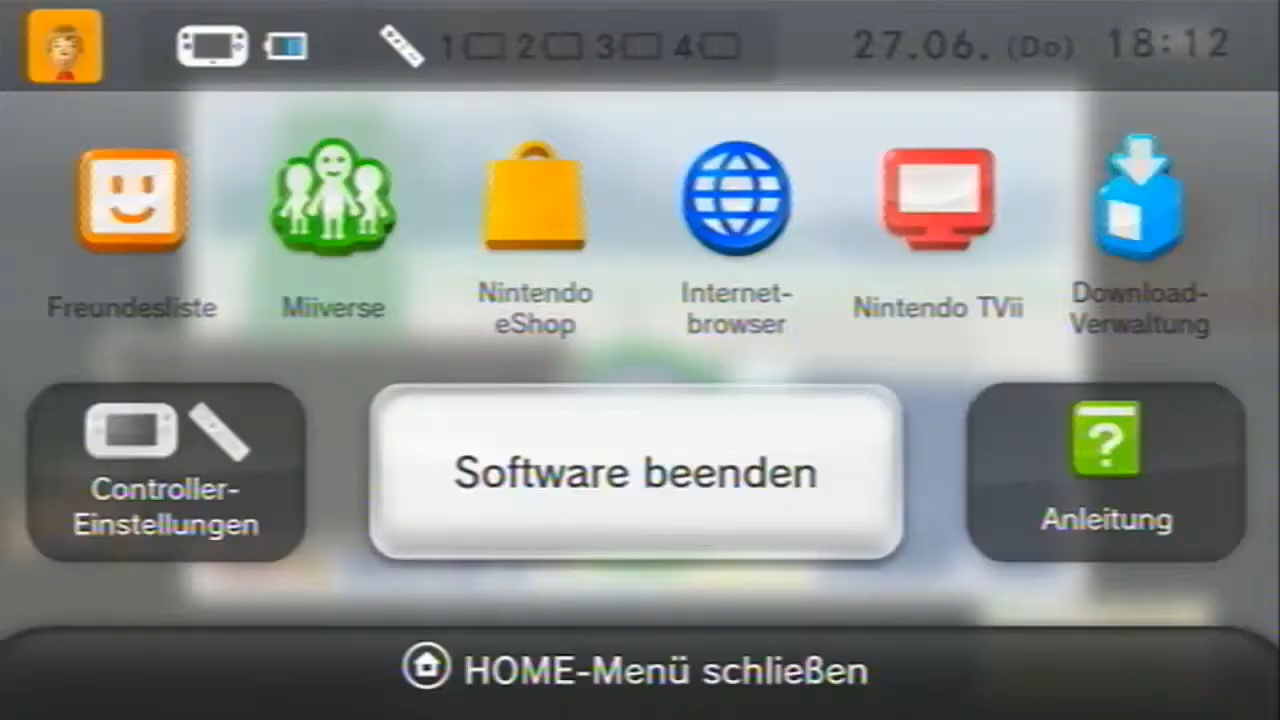 1 2 3 4 27.06. (Do) 18:12
Freundesliste
Miiverse
Nintendo
eShop
Internet-
browser
Nintendo TVii
Download-
Verwaltung
Controller-
Einstellungen
Software beenden
?
Anleitung
HOME-Menü schließen